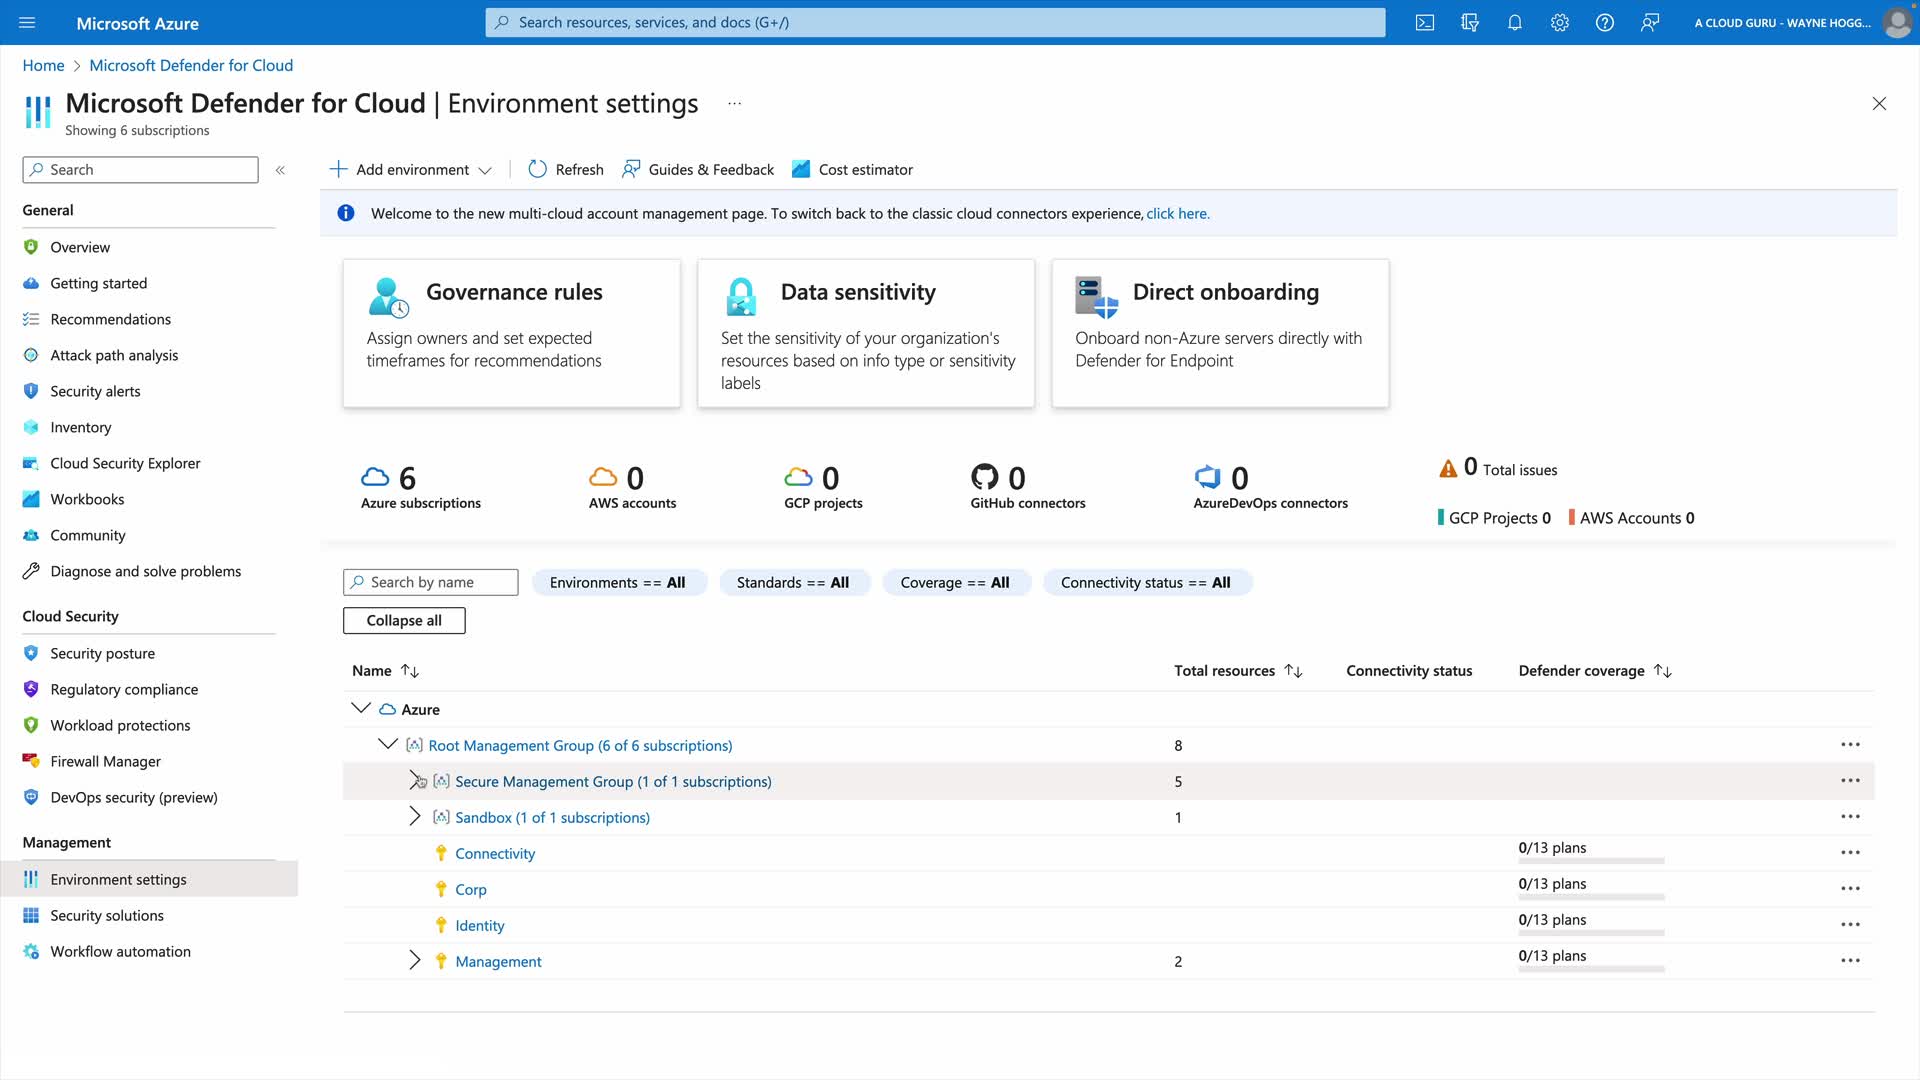 Microsoft Azure
Search resources, services, and docs (G+/)
A CLOUD GURU - WAYNE HOGG...
Home > Microsoft Defender for Cloud
Microsoft Defender for Cloud | Environment settings ...
Showing 6 subscriptions
Search
«
General
Overview
Getting started
Recommendations
Attack path analysis
Security alerts
Inventory
Cloud Security Explorer
Workbooks
Community
Diagnose and solve problems
Cloud Security
Security posture
Regulatory compliance
Workload protections
Firewall Manager
DevOps security (preview)
Management
Environment settings
Security solutions
Workflow automation
Add environment
Refresh
Guides & Feedback
Cost estimator
Welcome to the new multi-cloud account management page. To switch back to the classic cloud connectors experience, click here.
Governance rules
Assign owners and set expected
timeframes for recommendations
Data sensitivity
Set the sensitivity of your organization's
resources based on info type or sensitivity
labels
Direct onboarding
Onboard non-Azure servers directly with
Defender for Endpoint
6
Azure subscriptions
0
AWS accounts
0
GCP projects
0
GitHub connectors
0
AzureDevOps connectors
0 Total issues
GCP Projects 0 AWS Accounts 0
Search by name
Environments == All
Standards == All
Coverage == All
Connectivity status == All
Collapse all
Name Total resources Connectivity status Defender coverage
Azure
Root Management Group (6 of 6 subscriptions) 8
Secure Management Group (1 of 1 subscriptions) 5
Sandbox (1 of 1 subscriptions) 1
Connectivity 0/13 plans
Corp 0/13 plans
Identity 0/13 plans
Management 2 0/13 plans